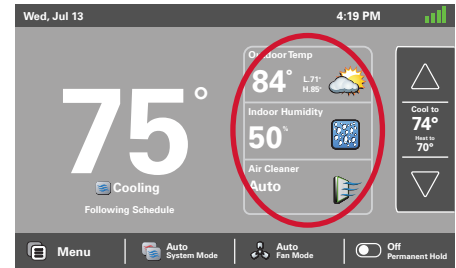 Wed, Jul 13
4:19 PM
75°
Cooling
Following Schedule
Outdoor Temp
84°
L.71°
H.85°
Indoor Humidity
50%
Air Cleaner
Auto
Cool to
74°
Heat to
70°
Menu
Auto
System Mode
Auto
Fan Mode
Off
Permanent Hold